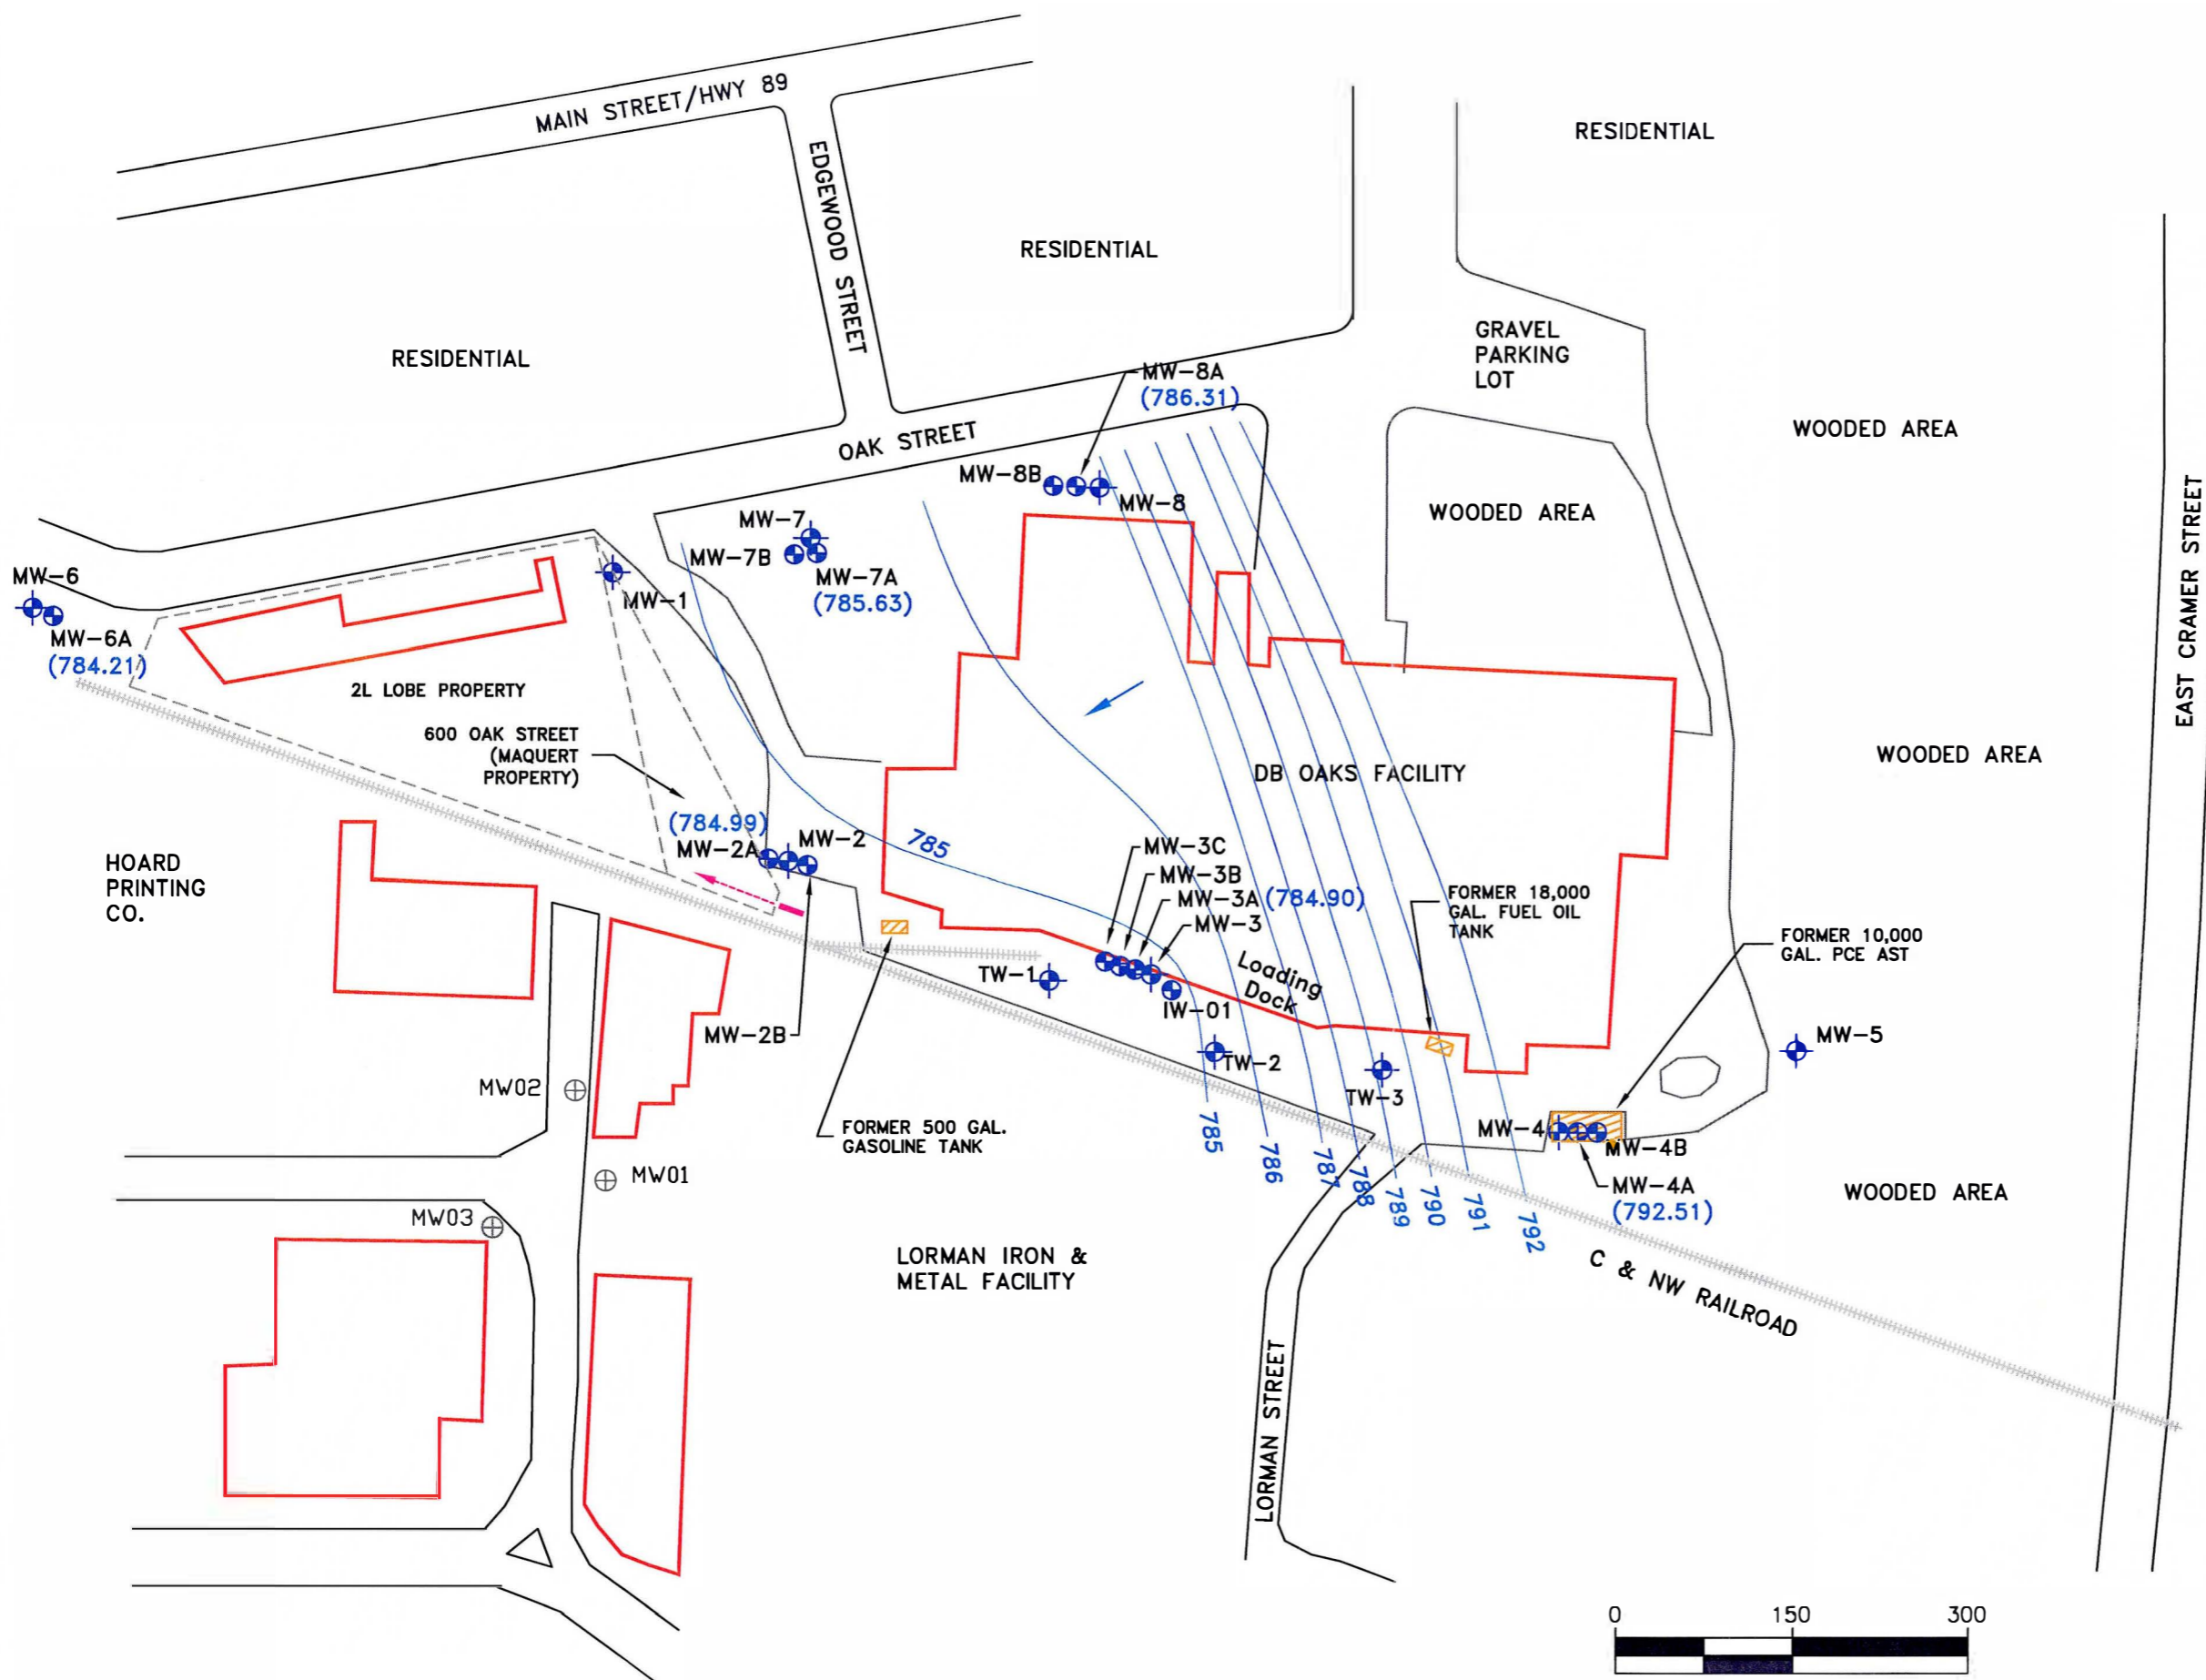 MAIN STREET/HWY 89
EDGEWOOD STREET
RESIDENTIAL
RESIDENTIAL
RESIDENTIAL
GRAVEL
PARKING
LOT
MW-8A
(786.31)
OAK STREET
WOODED AREA
MW-8B
MW-8
WOODED AREA
MW-7
MW-7B
MW-7A
(785.63)
MW-6
MW-6A
(784.21)
MW-1
EAST CRAMER STREET
2L LOBE PROPERTY
600 OAK STREET
(MAQUERT
PROPERTY)
DB OAKS FACILITY
WOODED AREA
(784.99)
MW-2A
MW-2
785
HOARD
PRINTING
CO.
MW-3C
MW-3B
MW-3A (784.90)
MW-3
FORMER 18,000
GAL. FUEL OIL
TANK
FORMER 10,000
GAL. PCE AST
Loading
Dock
TW-1
IW-01
MW-2B
MW-5
TW-2
TW-3
MW02
FORMER 500 GAL.
GASOLINE TANK
MW-4
MW-4B
MW-4A
(792.51)
MW01
MW03
WOODED AREA
785
786
787
788
789
790
791
792
LORMAN IRON &
METAL FACILITY
C & NW RAILROAD
LORMAN STREET
0 150 300